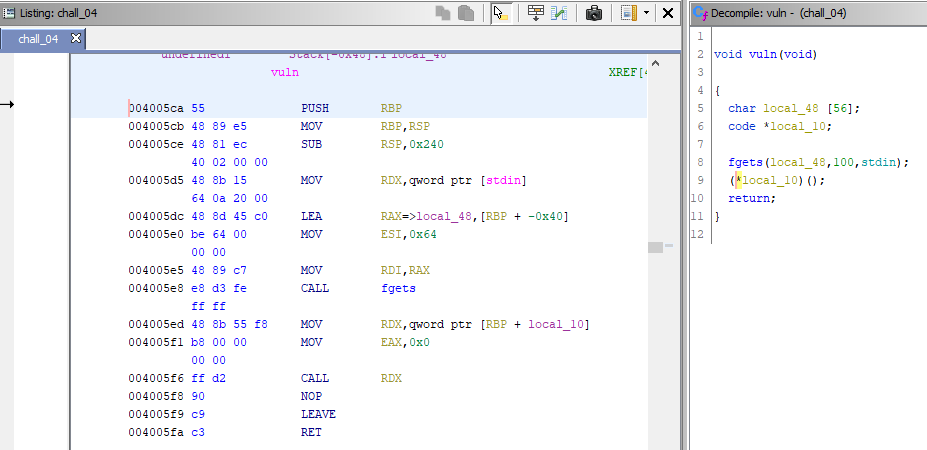 Listing: chall_04
chall_04
undefined1 Stack[-0x48]:1 local_48
vuln XREF[4
004005ca 55 PUSH RBP
004005cb 48 89 e5 MOV RBP,RSP
004005ce 48 81 ec SUB RSP,0x240
40 02 00 00
004005d5 48 8b 15 MOV RDX,qword ptr [stdin]
64 0a 20 00
004005dc 48 8d 45 c0 LEA RAX=>local_48,[RBP + -0x40]
004005e0 be 64 00 MOV ESI,0x64
00 00
004005e5 48 89 c7 MOV RDI,RAX
004005e8 e8 d3 fe CALL fgets
ff ff
004005ed 48 8b 55 f8 MOV RDX,qword ptr [RBP + local_10]
004005f1 b8 00 00 MOV EAX,0x0
00 00
004005f6 ff d2 CALL RDX
004005f8 90 NOP
004005f9 c9 LEAVE
004005fa c3 RET
Decompile: vuln - (chall_04)
1
2 void vuln(void)
3
4 {
5 char local_48 [56];
6 code *local_10;
7
8 fgets(local_48,100,stdin);
9 (*local_10)();
10 return;
11 }
12